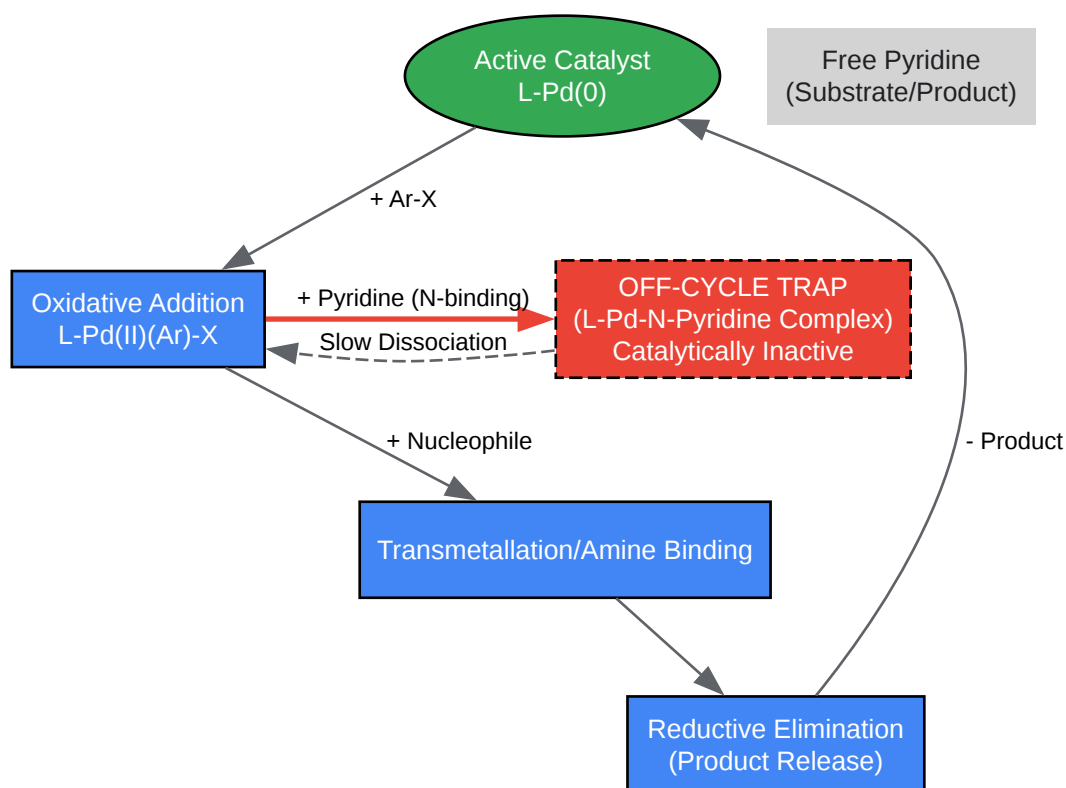 Active Catalyst
L-Pd(0)
Free Pyridine
(Substrate/Product)
+ Ar-X
Oxidative Addition
L-Pd(II)(Ar)-X
+ Pyridine (N-binding)
Slow Dissociation
OFF-CYCLE TRAP
(L-Pd-N-Pyridine Complex)
Catalytically Inactive
+ Nucleophile
- Product
Transmetallation/Amine Binding
Reductive Elimination
(Product Release)